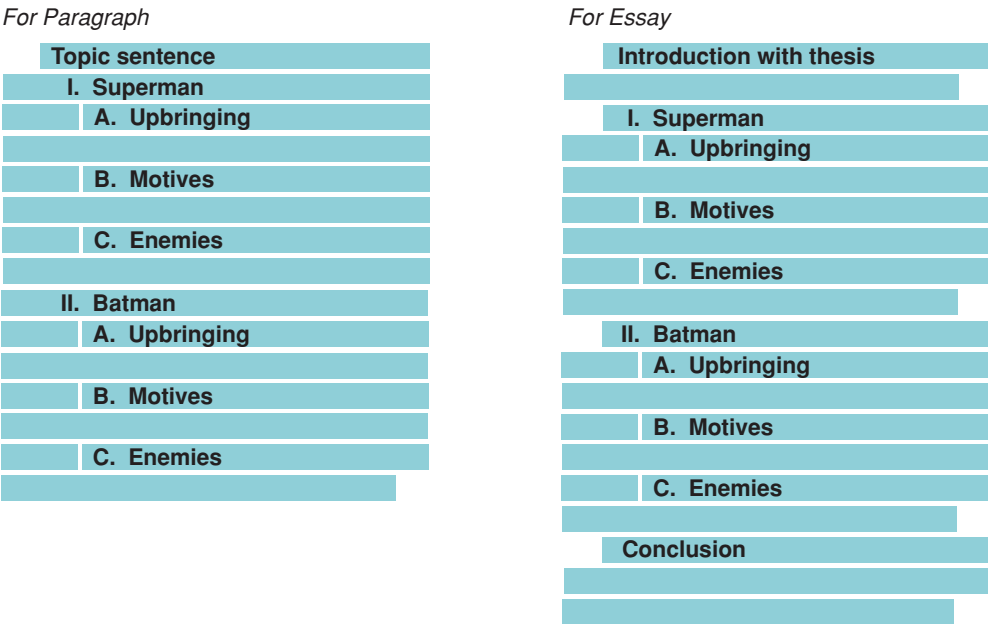 For Paragraph
Topic sentence
I. Superman
A. Upbringing
B. Motives
C. Enemies
II. Batman
A. Upbringing
B. Motives
C. Enemies
For Essay
Introduction with thesis
I. Superman
A. Upbringing
B. Motives
C. Enemies
II. Batman
A. Upbringing
B. Motives
C. Enemies
Conclusion